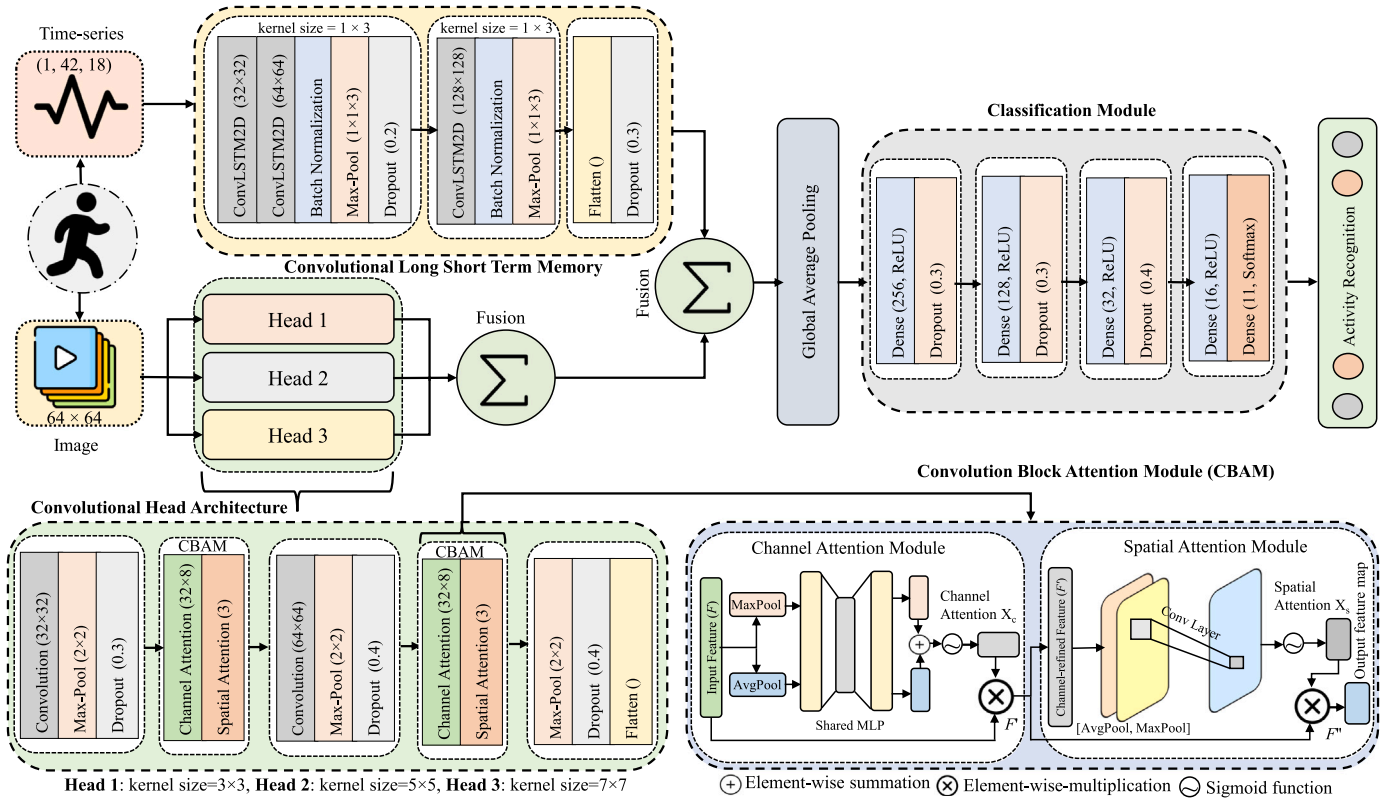 Time-series
(1, 42, 18)
kernel size = 1 × 3
ConvLSTM2D (32×32)
ConvLSTM2D (64×64)
Batch Normalization
Max-Pool (1×1×3)
Dropout (0.2)
kernel size = 1 × 3
ConvLSTM2D (128×128)
Batch Normalization
Max-Pool (1×1×3)
Flatten ()
Dropout (0.3)
Convolutional Long Short Term Memory
64 × 64
Image
Head 1
Head 2
Head 3
Fusion
Fusion
Global Average Pooling
Classification Module
Dense (256, ReLU)
Dropout (0.3)
Dense (128, ReLU)
Dropout (0.3)
Dense (32, ReLU)
Dropout (0.4)
Dense (16, ReLU)
Dense (11, Softmax)
Activity Recognition
Convolutional Head Architecture
Convolution (32×32)
Max-Pool (2×2)
Dropout (0.3)
CBAM
Channel Attention (32×8)
Spatial Attention (3)
Convolution (64×64)
Max-Pool (2×2)
Dropout (0.4)
CBAM
Channel Attention (32×8)
Spatial Attention (3)
Max-Pool (2×2)
Dropout (0.4)
Flatten ()
Head 1: kernel size=3×3, Head 2: kernel size=5×5, Head 3: kernel size=7×7
Convolution Block Attention Module (CBAM)
Channel Attention Module
Input Feature (F)
MaxPool
AvgPool
Shared MLP
Channel
Attention Xc
F'
Spatial Attention Module
Channel-refined Feature (F')
[AvgPool, MaxPool]
Conv Layer
Spatial
Attention Xs
Output feature map
F"
Element-wise summation
Element-wise-multiplication
Sigmoid function